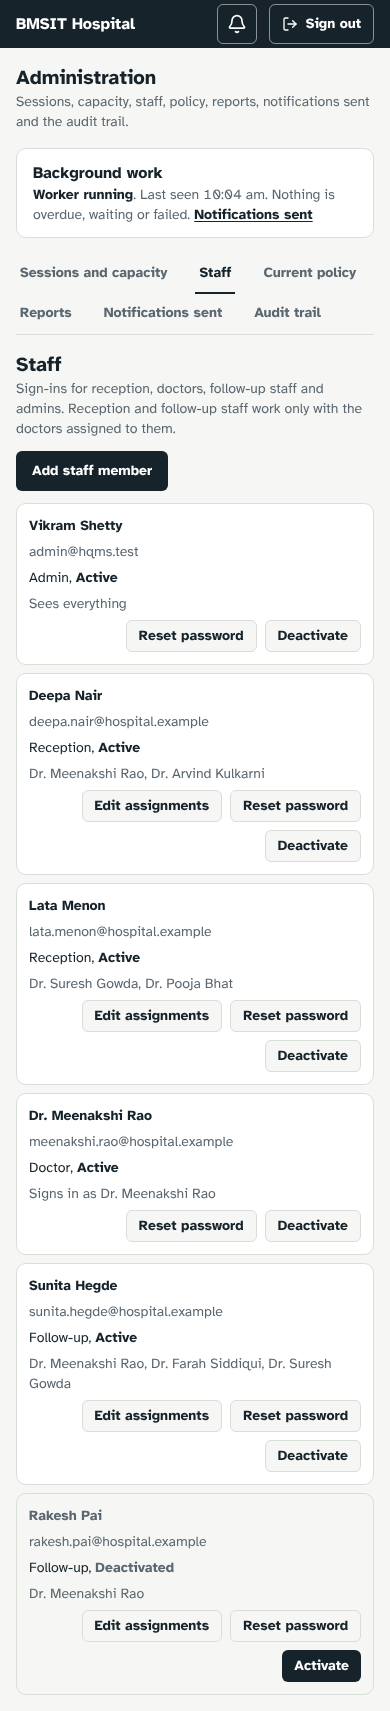 BMSIT Hospital
Sign out
Administration
Sessions, capacity, staff, policy, reports, notifications sent
and the audit trail.
Background work
Worker running. Last seen 10:04 am. Nothing is
overdue, waiting or failed. Notifications sent
Sessions and capacity Staff Current policy
Reports Notifications sent Audit trail
Staff
Sign-ins for reception, doctors, follow-up staff and
admins. Reception and follow-up staff work only with the
doctors assigned to them.
Add staff member
Vikram Shetty
admin@hqms.test
Admin, Active
Sees everything
Reset password Deactivate
Deepa Nair
deepa.nair@hospital.example
Reception, Active
Dr. Meenakshi Rao, Dr. Arvind Kulkarni
Edit assignments Reset password
Deactivate
Lata Menon
lata.menon@hospital.example
Reception, Active
Dr. Suresh Gowda, Dr. Pooja Bhat
Edit assignments Reset password
Deactivate
Dr. Meenakshi Rao
meenakshi.rao@hospital.example
Doctor, Active
Signs in as Dr. Meenakshi Rao
Reset password Deactivate
Sunita Hegde
sunita.hegde@hospital.example
Follow-up, Active
Dr. Meenakshi Rao, Dr. Farah Siddiqui, Dr. Suresh
Gowda
Edit assignments Reset password
Deactivate
Rakesh Pai
rakesh.pai@hospital.example
Follow-up, Deactivated
Dr. Meenakshi Rao
Edit assignments Reset password
Activate